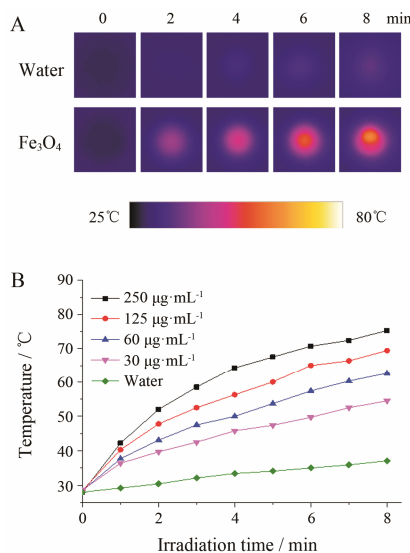 A
0 2 4 6 8 min
Water
Fe₃O₄
25℃ 80℃
B
90
80
70
60
50
40
30
Temperature / ℃
250 μg·mL⁻¹
125 μg·mL⁻¹
60 μg·mL⁻¹
30 μg·mL⁻¹
Water
0 2 4 6 8
Irradiation time / min